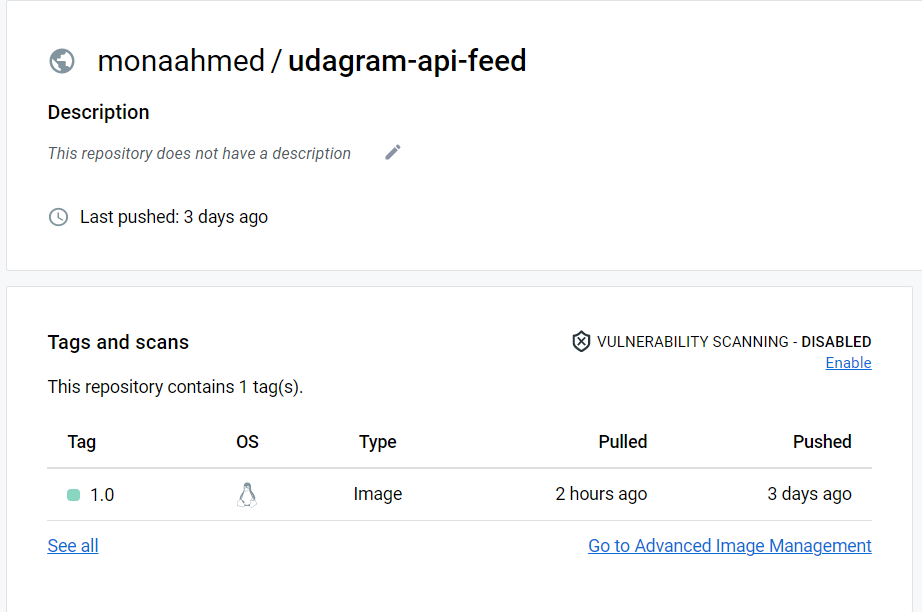 monaahmed / udagram-api-feed
Description
This repository does not have a description
Last pushed: 3 days ago
Tags and scans
VULNERABILITY SCANNING - DISABLED
Enable
This repository contains 1 tag(s).
Tag OS Type Pulled Pushed
1.0 Image 2 hours ago 3 days ago
See all Go to Advanced Image Management